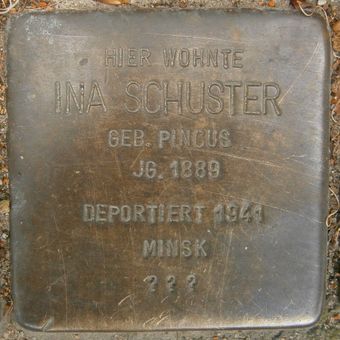 HIER WOHNTE
INA SCHUSTER
GEB. PINCUS
JG. 1889
DEPORTIERT 1941
MINSK
? ? ?